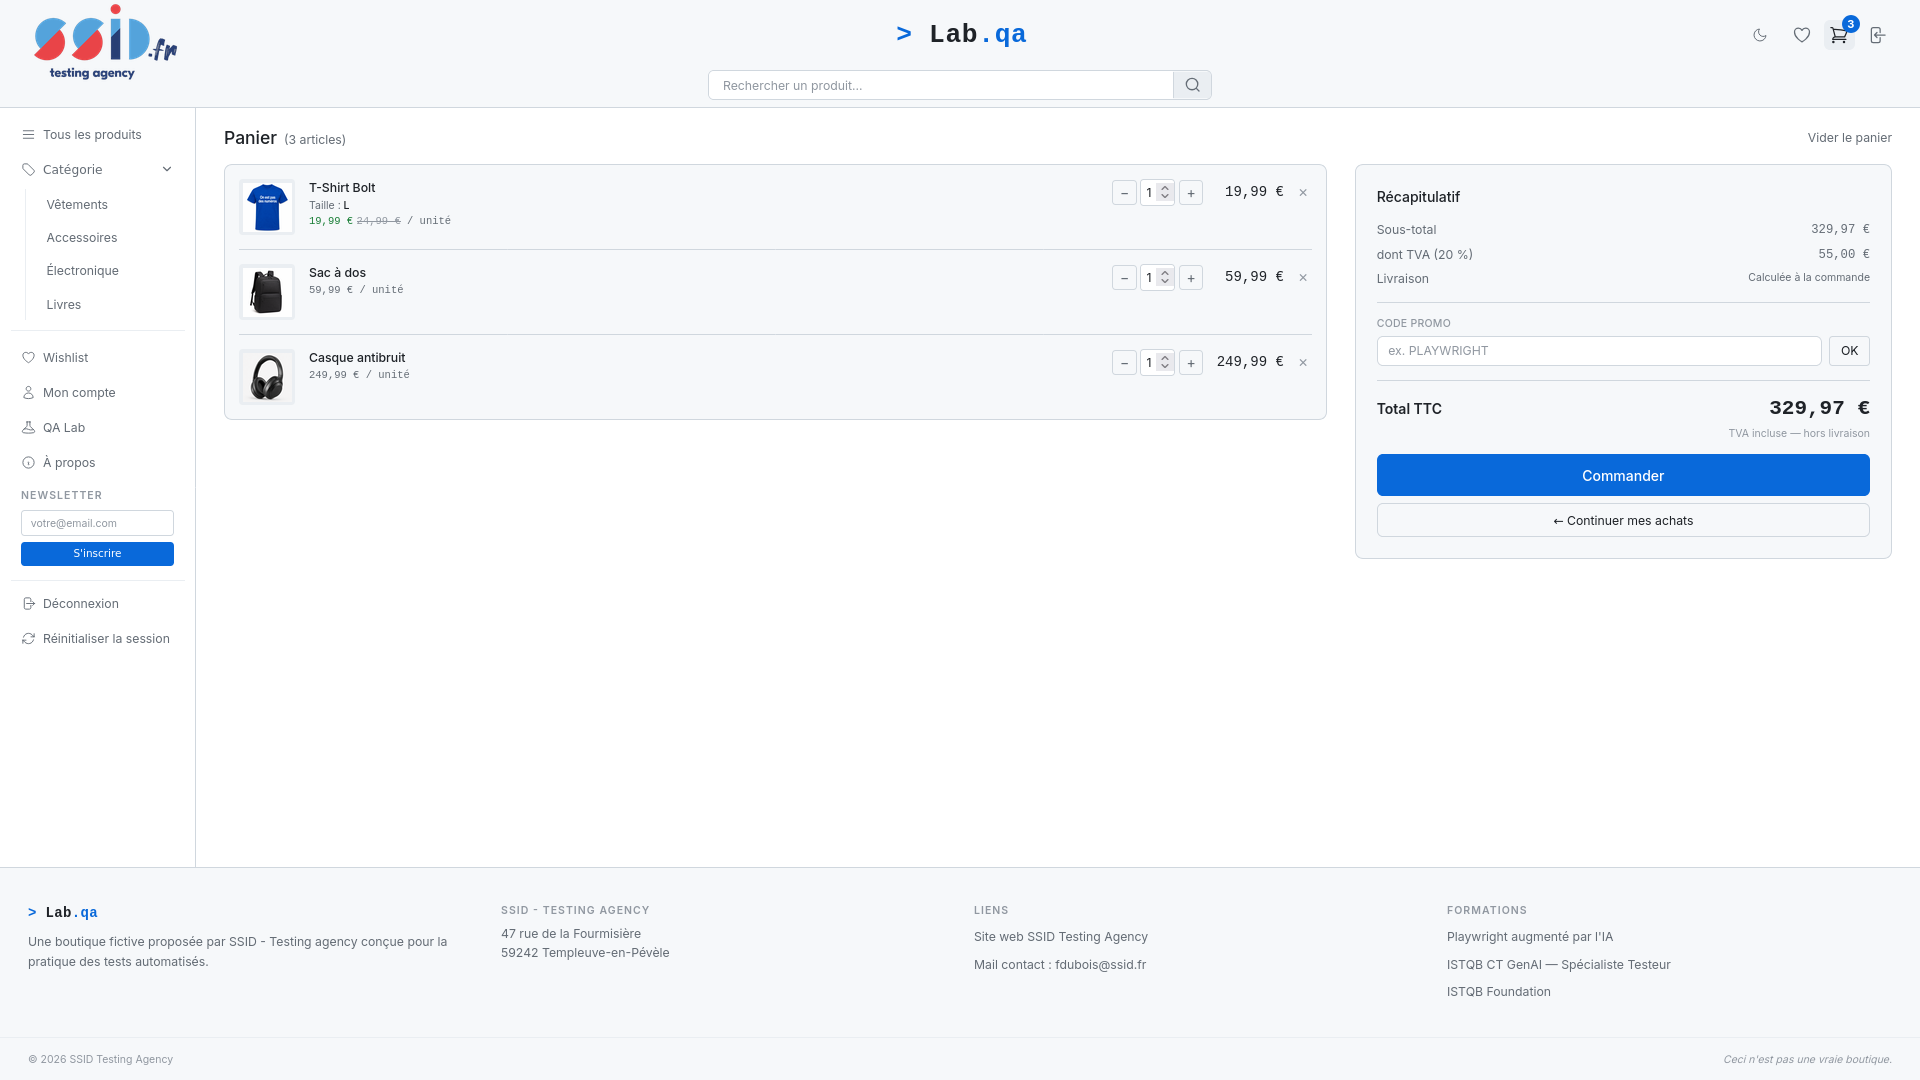 SSiD.fr
testing agency
> Lab.qa
3
Rechercher un produit...
Tous les produits
Catégorie
Vêtements
Accessoires
Électronique
Livres
Wishlist
Mon compte
QA Lab
À propos
NEWSLETTER
votre@email.com
S'inscrire
Déconnexion
Réinitialiser la session
Panier (3 articles)
Vider le panier
T-Shirt Bolt
Taille : L
19,99 € 24,99 € / unité
− 1 + 19,99 € ×
Sac à dos
59,99 € / unité
− 1 + 59,99 € ×
Casque antibruit
249,99 € / unité
− 1 + 249,99 € ×
Récapitulatif
Sous-total 329,97 €
dont TVA (20 %) 55,00 €
Livraison Calculée à la commande
CODE PROMO
ex. PLAYWRIGHT OK
Total TTC 329,97 €
TVA incluse — hors livraison
Commander
← Continuer mes achats
> Lab.qa
Une boutique fictive proposée par SSID - Testing agency conçue pour la
pratique des tests automatisés.
SSID - TESTING AGENCY
47 rue de la Fourmisière
59242 Templeuve-en-Pévèle
LIENS
Site web SSID Testing Agency
Mail contact : fdubois@ssid.fr
FORMATIONS
Playwright augmenté par l'IA
ISTQB CT GenAI — Spécialiste Testeur
ISTQB Foundation
© 2026 SSID Testing Agency
Ceci n'est pas une vraie boutique.